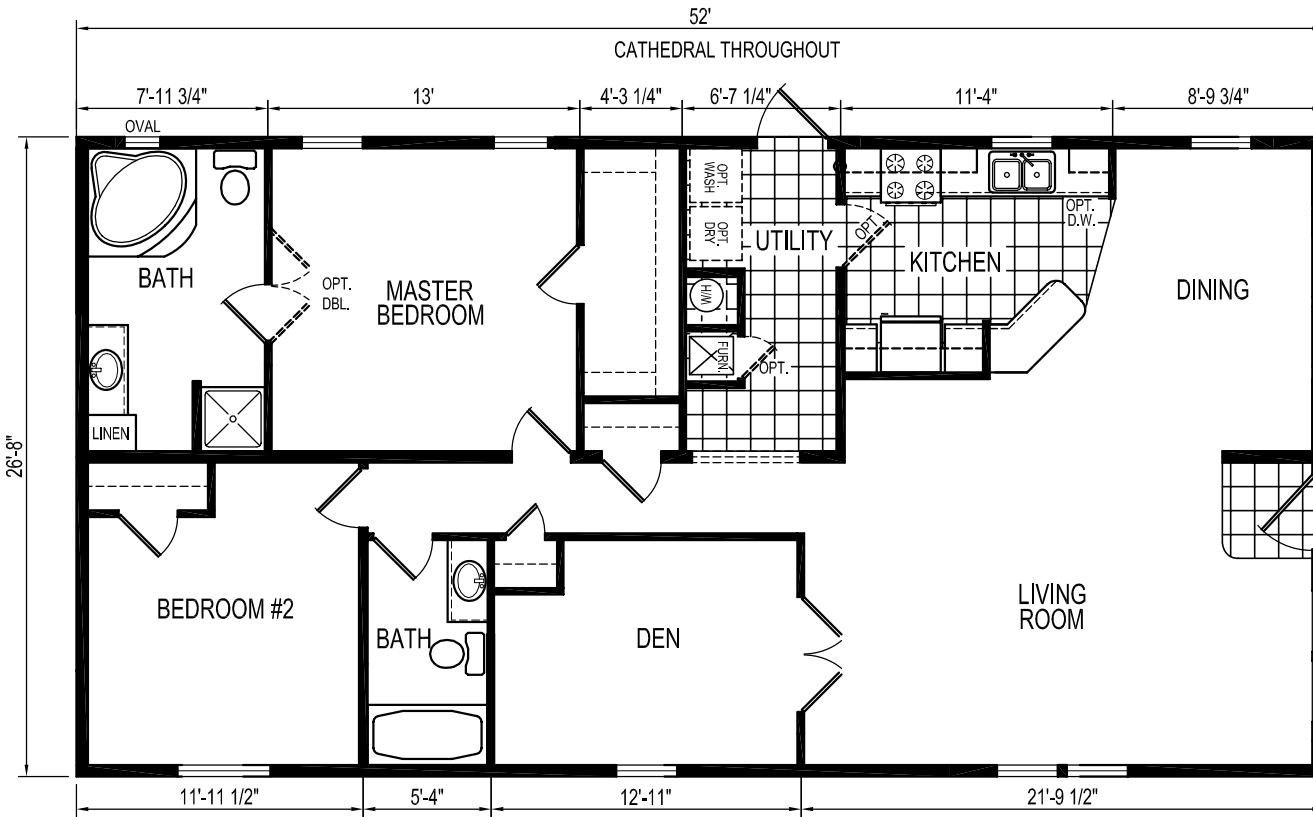 52'
CATHEDRAL THROUGHOUT
7'-11 3/4"
13'
4'-3 1/4"
6'-7 1/4"
11'-4"
8'-9 3/4"
OVAL
OPT.
WASH
OPT.
DRY
UTILITY
OPT.
OPT.
D.W.
KITCHEN
DINING
BATH
OPT.
DBL.
MASTER
BEDROOM
H/M
FURN.
OPT.
LINEN
26'-8"
BEDROOM #2
BATH
DEN
LIVING
ROOM
11'-11 1/2"
5'-4"
12'-11"
21'-9 1/2"